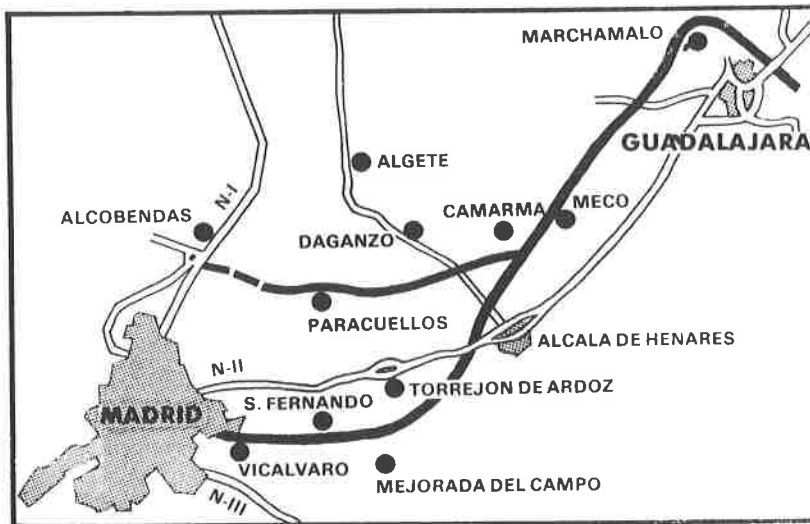 MARCHAMALO
GUADALAJARA
ALGETE
N-I
ALCOBENDAS
CAMARMA
MECO
DAGANZO
PARACUELLOS
ALCALA DE HENARES
N-II
TORREJON DE ARDOZ
S. FERNANDO
MADRID
VICALVARO
MEJORADA DEL CAMPO
N-III